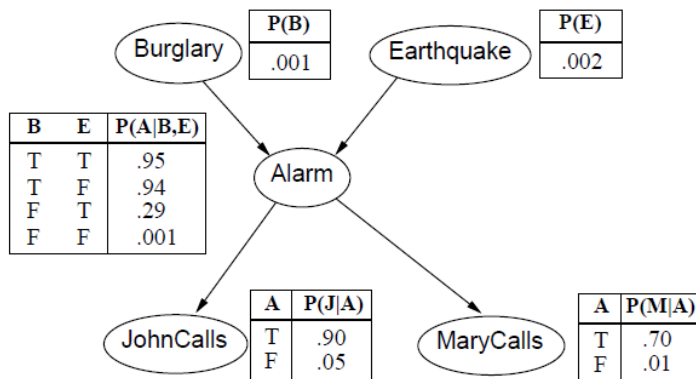 Burglary
P(B)
.001
Earthquake
P(E)
.002
B E P(A|B,E)
T T .95
T F .94
F T .29
F F .001
Alarm
JohnCalls
A P(J|A)
T .90
F .05
MaryCalls
A P(M|A)
T .70
F .01